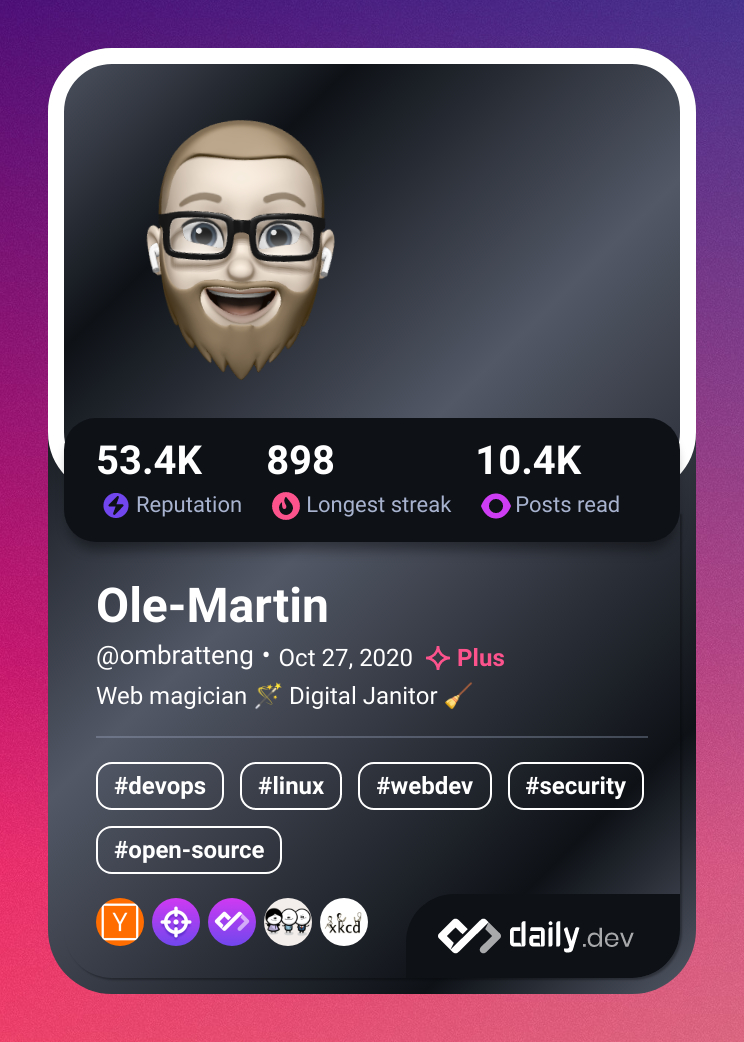 53.4K 898 10.4K
Reputation Longest streak Posts read
Ole-Martin
@ombratteng • Oct 27, 2020 Plus
Web magician 🪄 Digital Janitor 🧹
#devops #linux #webdev #security
#open-source
Y xkcd daily.dev